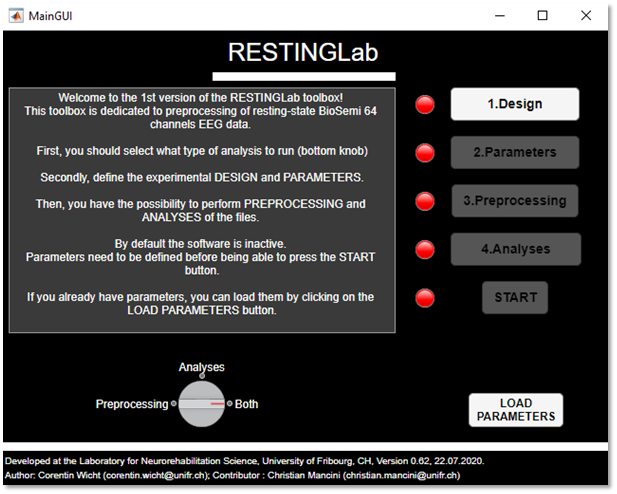 MainGUI
RESTINGLab
Welcome to the 1st version of the RESTINGLab toolbox!
This toolbox is dedicated to preprocessing of resting-state BioSemi 64
channels EEG data.
First, you should select what type of analysis to run (bottom knob)
Secondly, define the experimental DESIGN and PARAMETERS.
Then, you have the possibility to perform PREPROCESSING and
ANALYSES of the files.
By default the software is inactive.
Parameters need to be defined before being able to press the START
button.
If you already have parameters, you can load them by clicking on the
LOAD PARAMETERS button.
1.Design
2.Parameters
3.Preprocessing
4.Analyses
START
Analyses
Preprocessing
Both
LOAD
PARAMETERS
Developed at the Laboratory for Neurorehabilitation Science, University of Fribourg, CH, Version 0.62, 22.07.2020.
Author: Corentin Wicht (corentin.wicht@unifr.ch); Contributor : Christian Mancini (christian.mancini@unifr.ch)